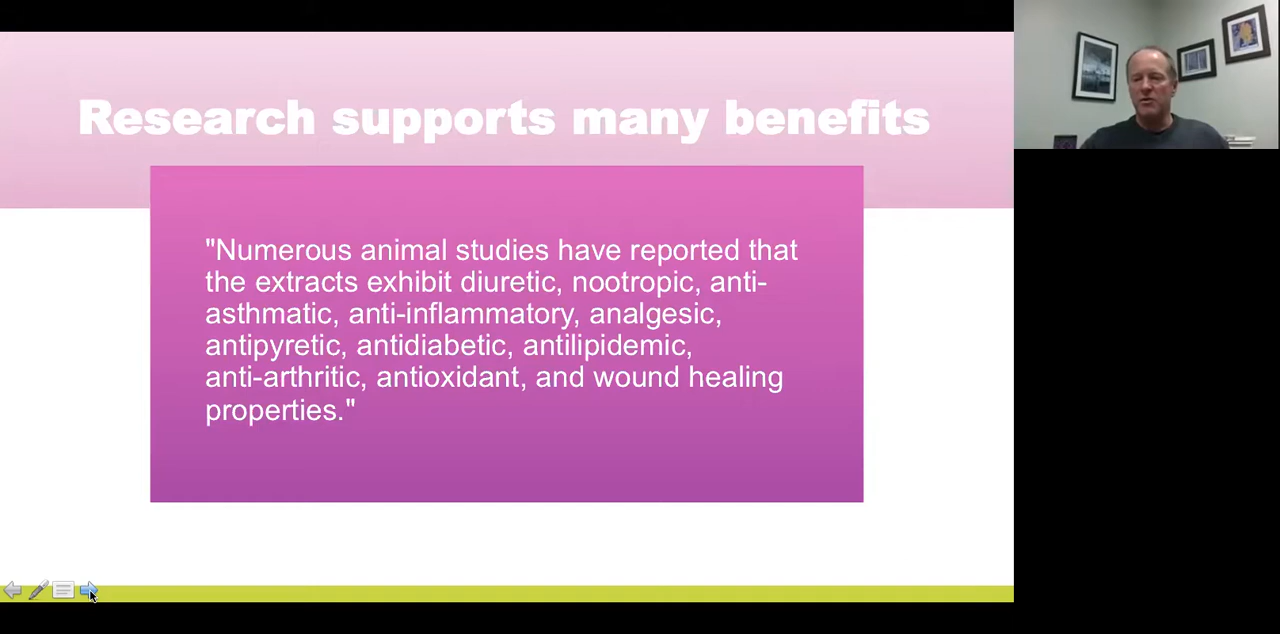 Research supports many benefits
"Numerous animal studies have reported that
the extracts exhibit diuretic, nootropic, anti-
asthmatic, anti-inflammatory, analgesic,
antipyretic, antidiabetic, antilipidemic,
anti-arthritic, antioxidant, and wound healing
properties."